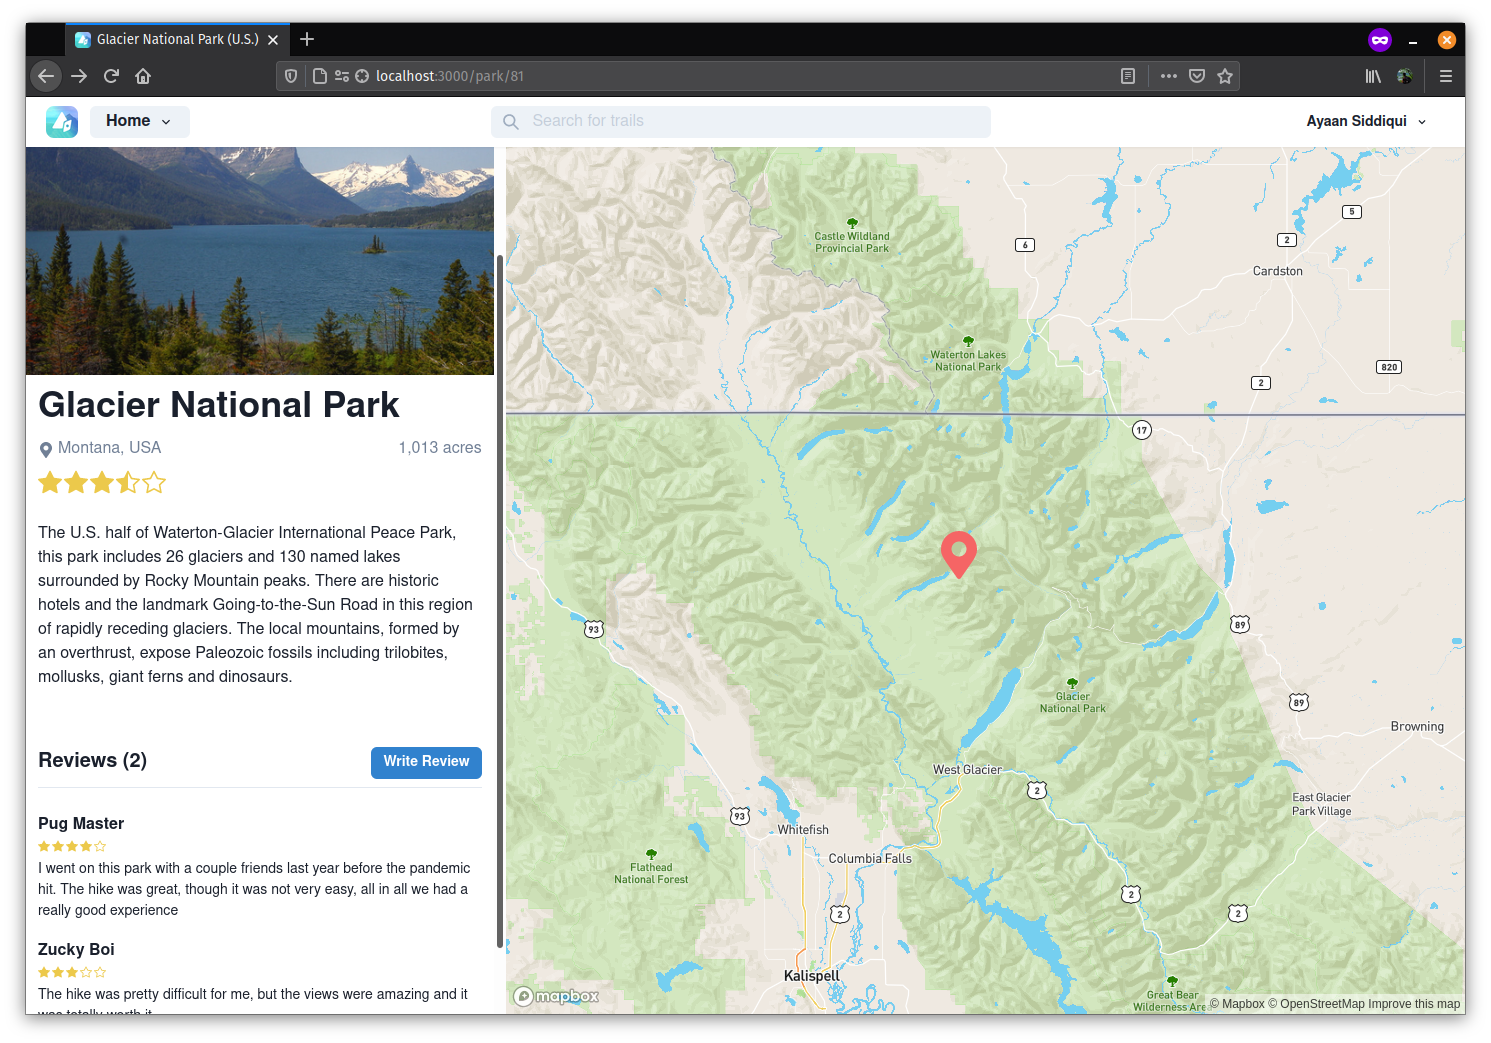 Glacier National Park (U.S.)
localhost:3000/park/81
Home
Search for trails
Ayaan Siddiqui
Glacier National Park
Montana, USA
1,013 acres
The U.S. half of Waterton-Glacier International Peace Park,
this park includes 26 glaciers and 130 named lakes
surrounded by Rocky Mountain peaks. There are historic
hotels and the landmark Going-to-the-Sun Road in this region
of rapidly receding glaciers. The local mountains, formed by
an overthrust, expose Paleozoic fossils including trilobites,
mollusks, giant ferns and dinosaurs.
Reviews (2)
Write Review
Pug Master
I went on this park with a couple friends last year before the pandemic
hit. The hike was great, though it was not very easy, all in all we had a
really good experience
Zucky Boi
The hike was pretty difficult for me, but the views were amazing and it
was totally worth it
5
Castle Wildland
Provincial Park
6
2
Cardston
Waterton Lakes
National Park
820
2
17
93
89
Glacier
National Park
89
Browning
West Glacier
2
East Glacier
Park Village
93
Whitefish
Columbia Falls
Flathead
National Forest
2
2
2
Kalispell
Great Bear
Wilderness Are
mapbox
© Mapbox © OpenStreetMap Improve this map